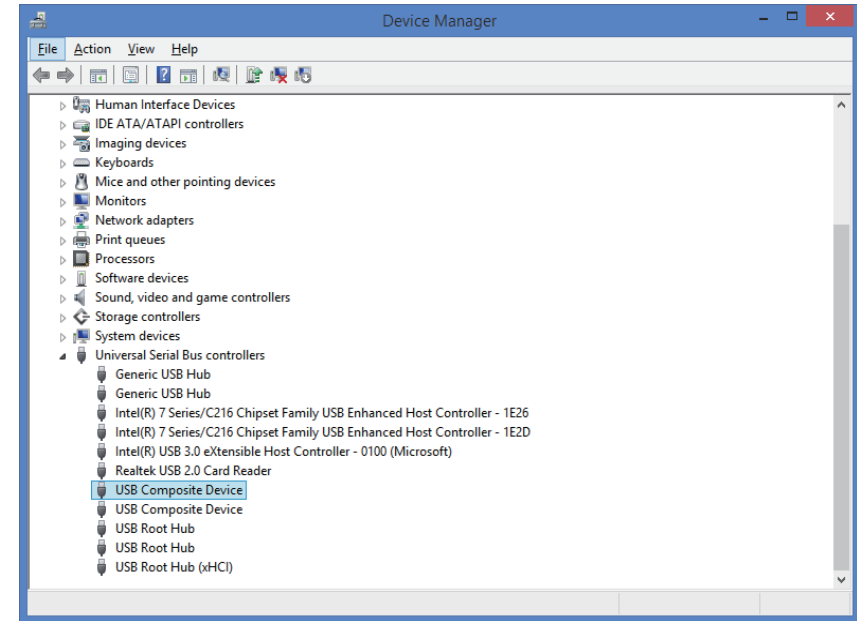 Device Manager
File Action View Help
Human Interface Devices
IDE ATA/ATAPI controllers
Imaging devices
Keyboards
Mice and other pointing devices
Monitors
Network adapters
Print queues
Processors
Software devices
Sound, video and game controllers
Storage controllers
System devices
Universal Serial Bus controllers
Generic USB Hub
Generic USB Hub
Intel(R) 7 Series/C216 Chipset Family USB Enhanced Host Controller - 1E26
Intel(R) 7 Series/C216 Chipset Family USB Enhanced Host Controller - 1E2D
Intel(R) USB 3.0 eXtensible Host Controller - 0100 (Microsoft)
Realtek USB 2.0 Card Reader
USB Composite Device
USB Composite Device
USB Root Hub
USB Root Hub
USB Root Hub (xHCI)